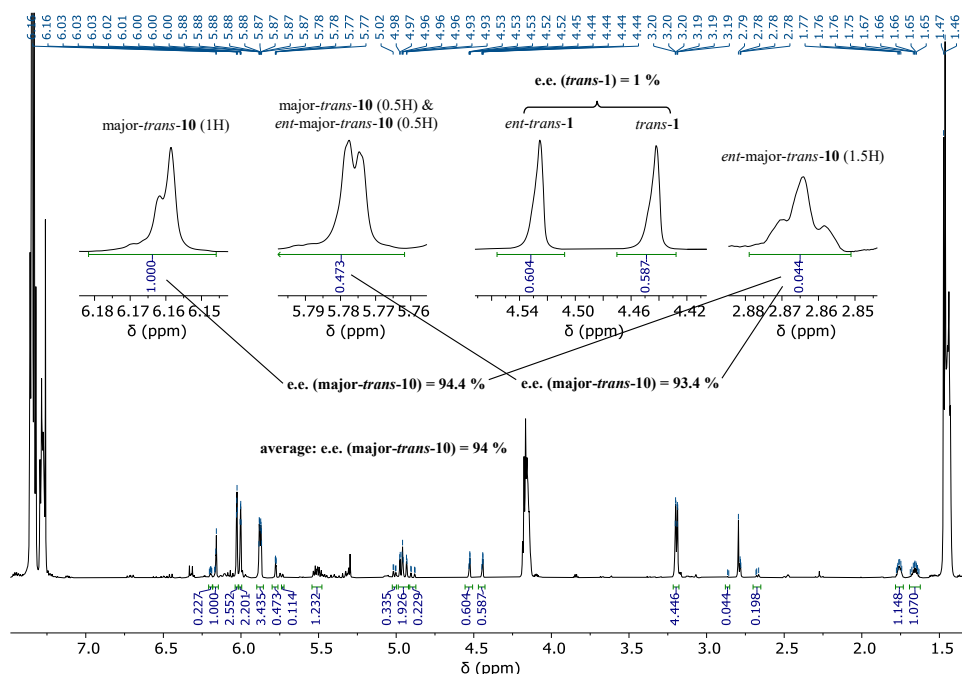 6.16 6.16 6.03 6.03 6.02 6.01 6.00 6.00 6.00 5.88 5.88 5.88 5.88 5.88 5.87 5.87 5.87 5.87 5.78 5.78 5.77 5.77 5.02 4.98 4.97 4.96 4.96 4.93 4.93 4.53 4.53 4.53 4.52 4.52 4.45 4.44 4.44 4.44 4.44 3.20 3.20 3.20 3.19 3.19 3.19 2.79 2.78 2.78 2.78 1.77 1.76 1.76 1.75 1.67 1.66 1.66 1.65 1.65 1.47 1.46
e.e. (trans-1) = 1 %
major-trans-10 (0.5H) &
major-trans-10 (1H)
ent-major-trans-10 (0.5H)
ent-trans-1
trans-1
ent-major-trans-10 (1.5H)
1.000
0.473
0.604
0.587
0.044
6.18 6.17 6.16 6.15
5.79 5.78 5.77 5.76
4.54 4.50 4.46 4.42
2.88 2.87 2.86 2.85
δ (ppm)
δ (ppm)
δ (ppm)
δ (ppm)
e.e. (major-trans-10) = 94.4 %
e.e. (major-trans-10) = 93.4 %
average: e.e. (major-trans-10) = 94 %
0.227 1.000 2.552 2.201 3.435 0.473 0.114 1.232 0.335 1.926 0.229 0.604 0.587 4.446 0.044 0.198 1.148 1.070
7.0 6.5 6.0 5.5 5.0 4.5 4.0 3.5 3.0 2.5 2.0 1.5
δ (ppm)